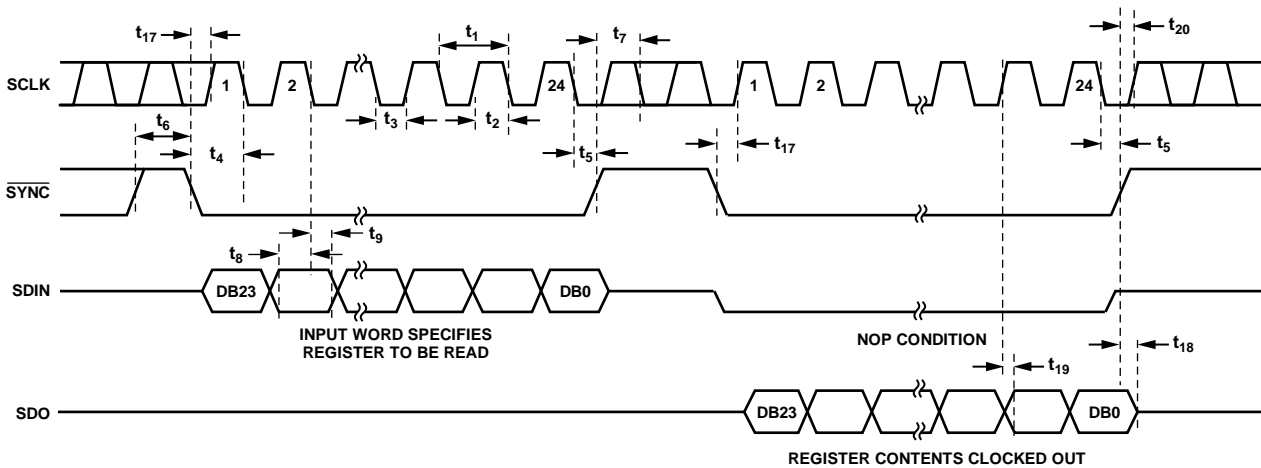 t17
t1
t7
t20
SCLK
1
2
24
1
2
24
t6
t3
t2
t4
t5
t17
t5
SYNC
t9
t8
SDIN
DB23
DB0
INPUT WORD SPECIFIES
REGISTER TO BE READ
NOP CONDITION
t18
t19
SDO
DB23
DB0
REGISTER CONTENTS CLOCKED OUT